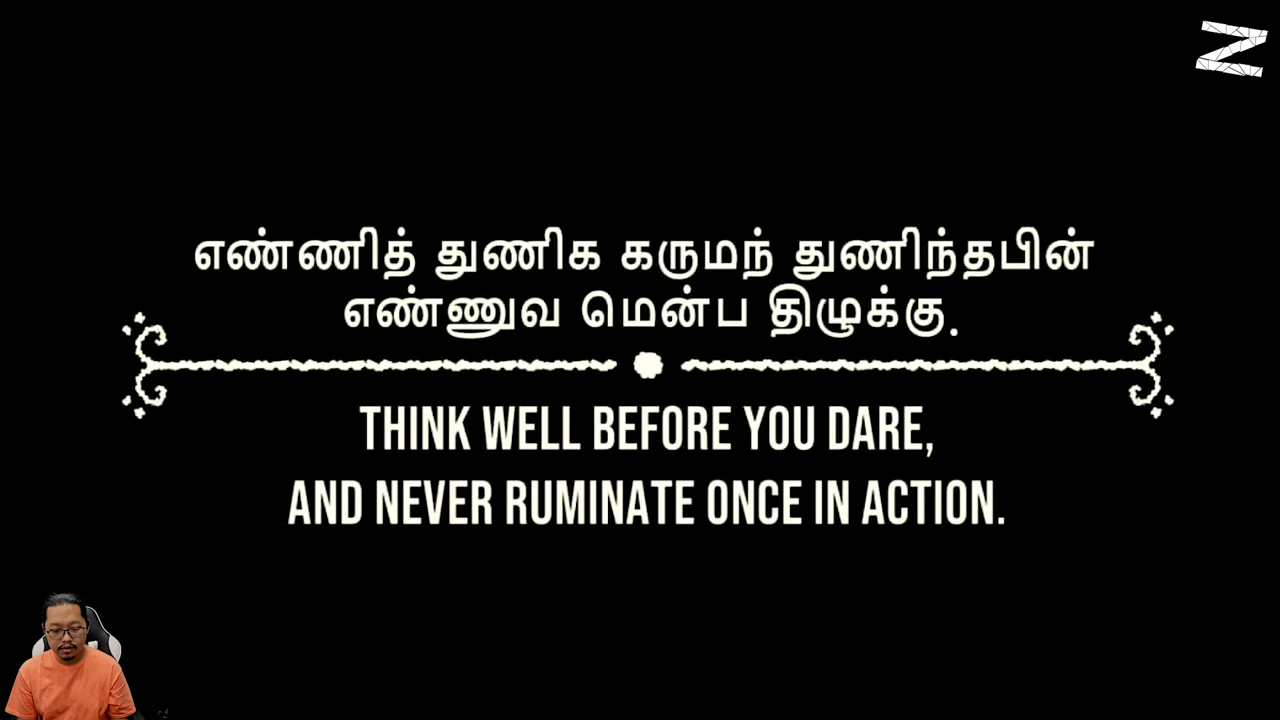 எண்ணித் துணிக கருமந் துணிந்தபின்
எண்ணுவ மென்ப திழுக்கு.
THINK WELL BEFORE YOU DARE,
AND NEVER RUMINATE ONCE IN ACTION.
Z